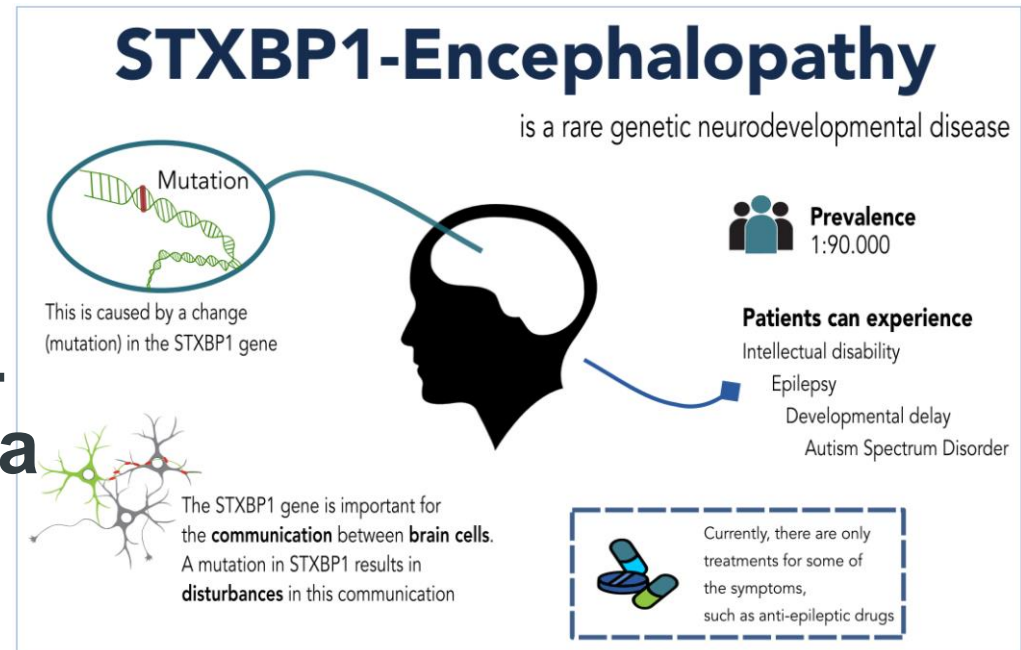 STXBP1-Encephalopathy
is a rare genetic neurodevelopmental disease
Mutation
This is caused by a change
(mutation) in the STXBP1 gene
Prevalence
1:90.000
Patients can experience
Intellectual disability
Epilepsy
Developmental delay
Autism Spectrum Disorder
a
The STXBP1 gene is important for
the communication between brain cells.
A mutation in STXBP1 results in
disturbances in this communication
Currently, there are only
treatments for some of
the symptoms,
such as anti-epileptic drugs